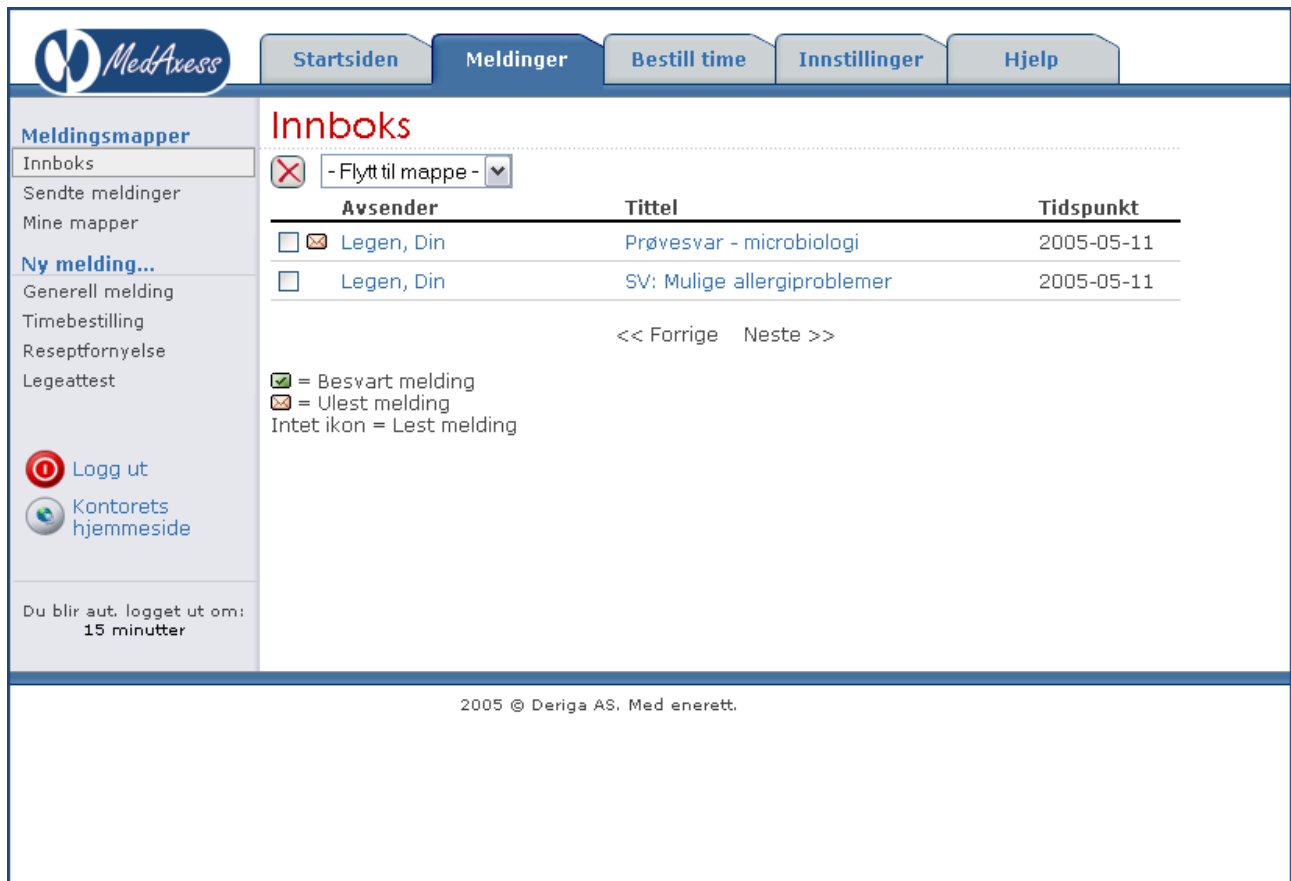 MedAxess
Startsiden Meldinger Bestill time Innstillinger Hjelp
Meldingsmapper
Innboks
Sendte meldinger
Mine mapper
Ny melding...
Generell melding
Timebestilling
Reseptfornyelse
Legeattest
Logg ut
Kontorets
hjemmeside
Du blir aut. logget ut om:
15 minutter
Innboks
- Flytt til mappe -
Avsender Tittel Tidspunkt
Legen, Din Prøvesvar - microbiologi 2005-05-11
Legen, Din SV: Mulige allergiproblemer 2005-05-11
<< Forrige Neste >>
= Besvart melding
= Ulest melding
Intet ikon = Lest melding
2005 © Deriga AS. Med enerett.